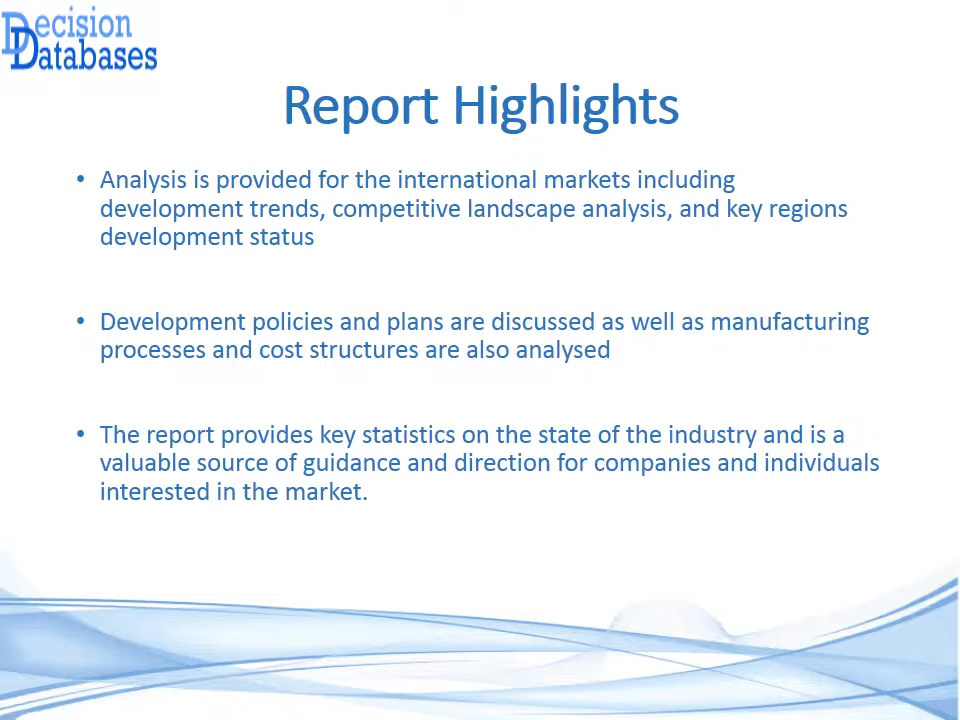 Decision
Databases
Report Highlights
• Analysis is provided for the international markets including
development trends, competitive landscape analysis, and key regions
development status
• Development policies and plans are discussed as well as manufacturing
processes and cost structures are also analysed
• The report provides key statistics on the state of the industry and is a
valuable source of guidance and direction for companies and individuals
interested in the market.